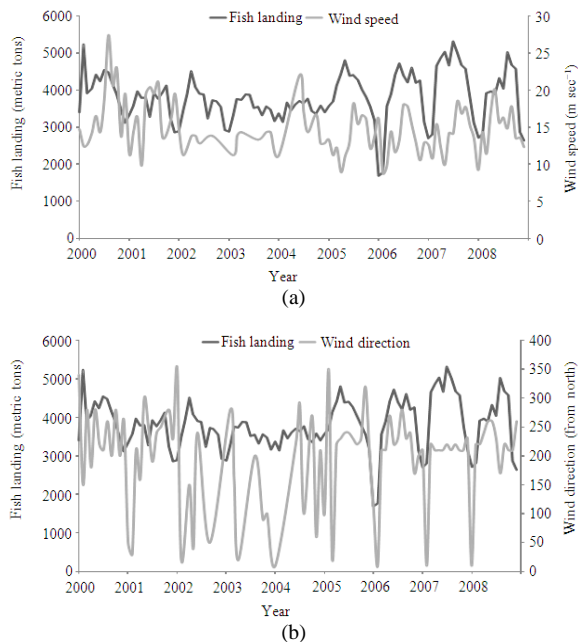 Fish landing Wind speed
Fish landing (metric tons)
6000
5000
4000
3000
2000
1000
0
30
25
20
15
10
5
0
Wind speed (m sec⁻¹)
2000 2001 2002 2003 2004 2005 2006 2007 2008
Year
(a)
Fish landing Wind direction
Fish landing (metric tons)
6000
5000
4000
3000
2000
1000
0
400
350
300
250
200
150
100
50
0
Wind direction (from north)
2000 2001 2002 2003 2004 2005 2006 2007 2008
Year
(b)